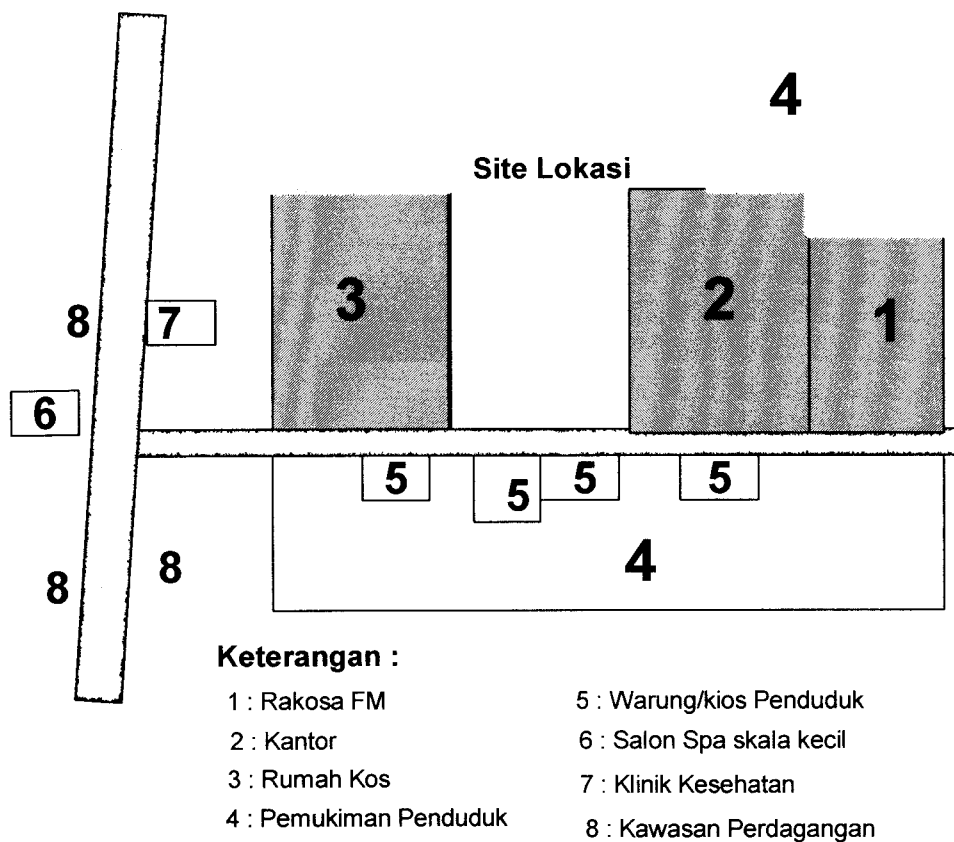 4
Site Lokasi
3
2
1
8
7
6
5
5
5
5
4
8
8
Keterangan :
1 : Rakosa FM
2 : Kantor
3 : Rumah Kos
4 : Pemukiman Penduduk
5 : Warung/kios Penduduk
6 : Salon Spa skala kecil
7 : Klinik Kesehatan
8 : Kawasan Perdagangan